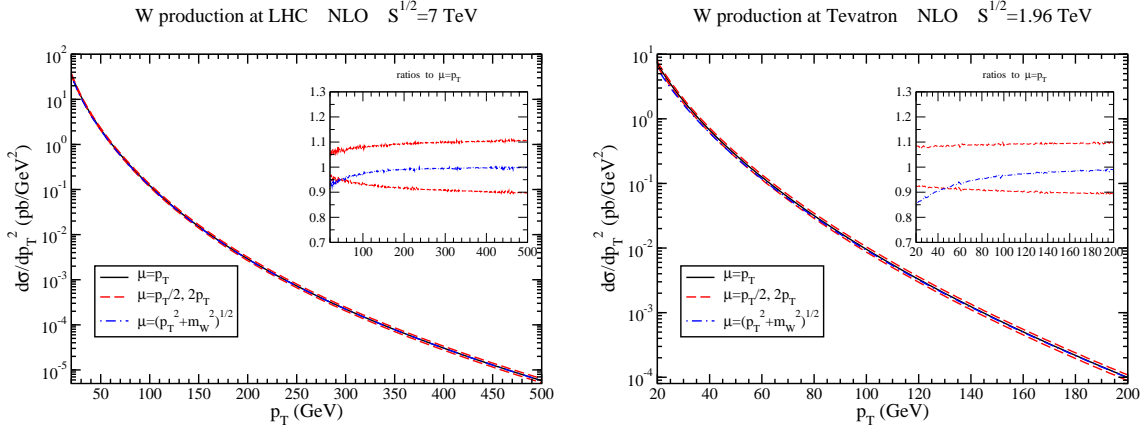 W production at LHC NLO S^1/2=7 TeV
10^2
10^1
10^0
10^-1
10^-2
10^-3
10^-4
10^-5
dσ/dp_T^2 (pb/GeV^2)
ratios to μ=p_T
1.3
1.2
1.1
1
0.9
0.8
0.7
100 200 300 400 500
μ=p_T
μ=p_T/2, 2p_T
μ=(p_T^2+m_W^2)^1/2
50 100 150 200 250 300 350 400 450 500
p_T (GeV)
W production at Tevatron NLO S^1/2=1.96 TeV
10^1
10^0
10^-1
10^-2
10^-3
10^-4
dσ/dp_T^2 (pb/GeV^2)
ratios to μ=p_T
1.3
1.2
1.1
1
0.9
0.8
0.7
20 40 60 80 100 120 140 160 180 200
μ=p_T
μ=p_T/2, 2p_T
μ=(p_T^2+m_W^2)^1/2
20 40 60 80 100 120 140 160 180 200
p_T (GeV)